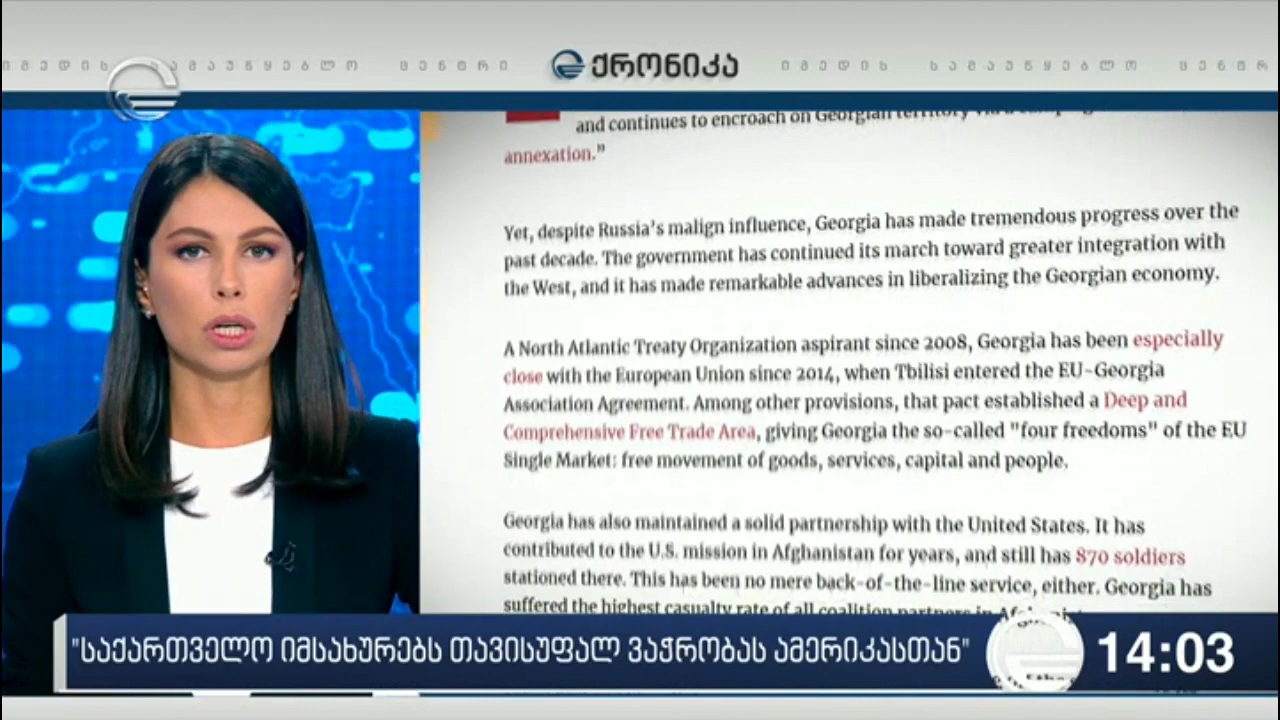 იმედის სამაუწყებლო ცენტრი
ქრონიკა
იმედის სამაუწყებლო
and continues to encroach on Georgian territory via a
annexation.”
Yet, despite Russia's malign influence, Georgia has made tremendous progress over the
past decade. The government has continued its march toward greater integration with
the West, and it has made remarkable advances in liberalizing the Georgian economy.
A North Atlantic Treaty Organization aspirant since 2008, Georgia has been especially
close with the European Union since 2014, when Tbilisi entered the EU-Georgia
Association Agreement. Among other provisions, that pact established a Deep and
Comprehensive Free Trade Area, giving Georgia the so-called "four freedoms" of the EU
Single Market: free movement of goods, services, capital and people.
Georgia has also maintained a solid partnership with the United States. It has
contributed to the U.S. mission in Afghanistan for years, and still has 870 soldiers
stationed there. This has been no mere back-of-the-line service, either. Georgia has
suffered the highest casualty rate of all coalition partners in
"საქართველო იმსახურებს თავისუფალ ვაჭრობას ამერიკასთან"
14:03